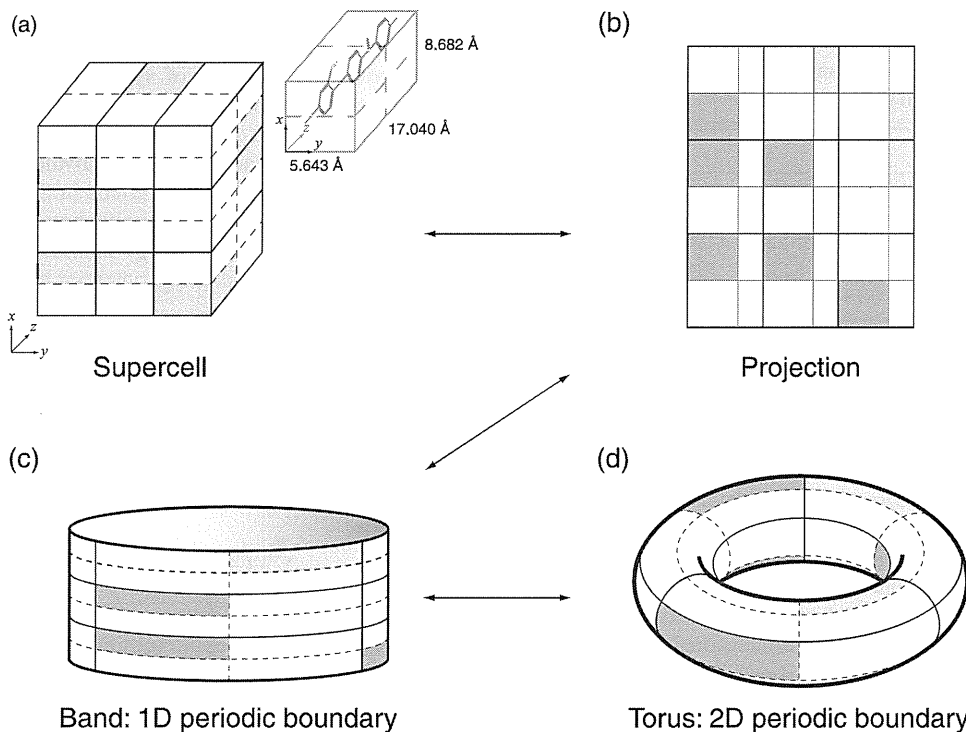 (a)
8.682 Å
17.040 Å
5.643 Å
x
z
y
x
z
y
Supercell
(b)
Projection
(c)
Band: 1D periodic boundary
(d)
Torus: 2D periodic boundary